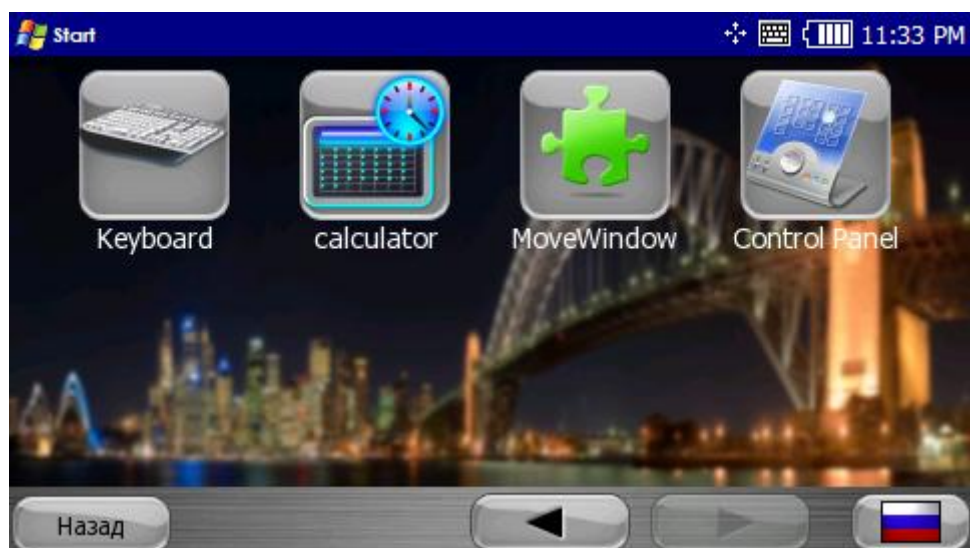 Start 11:33 PM
Keyboard calculator MoveWindow Control Panel
Назад